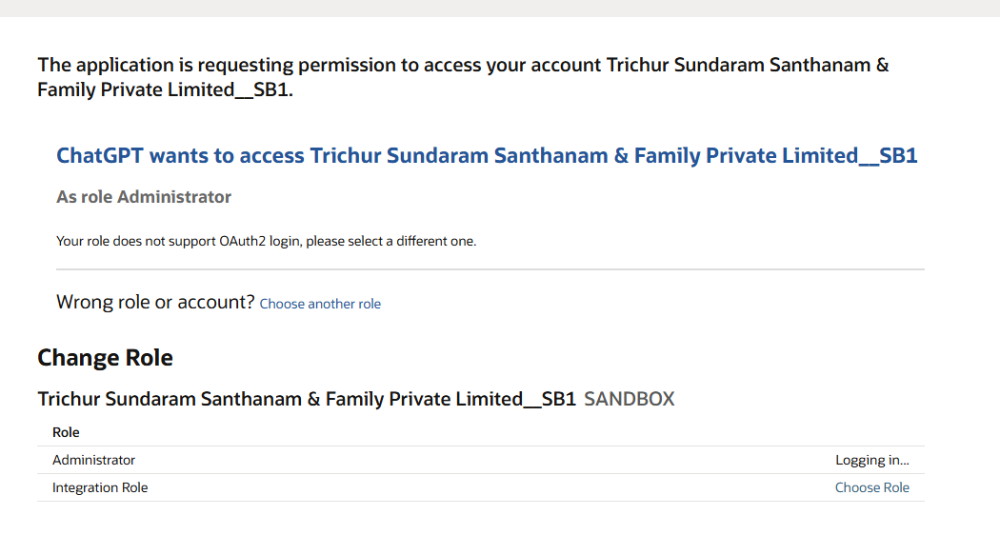 The application is requesting permission to access your account Trichur Sundaram Santhanam &
Family Private Limited__SB1.
ChatGPT wants to access Trichur Sundaram Santhanam & Family Private Limited__SB1
As role Administrator
Your role does not support OAuth2 login, please select a different one.
Wrong role or account? Choose another role
Change Role
Trichur Sundaram Santhanam & Family Private Limited__SB1 SANDBOX
Role
Administrator Logging in...
Integration Role Choose Role